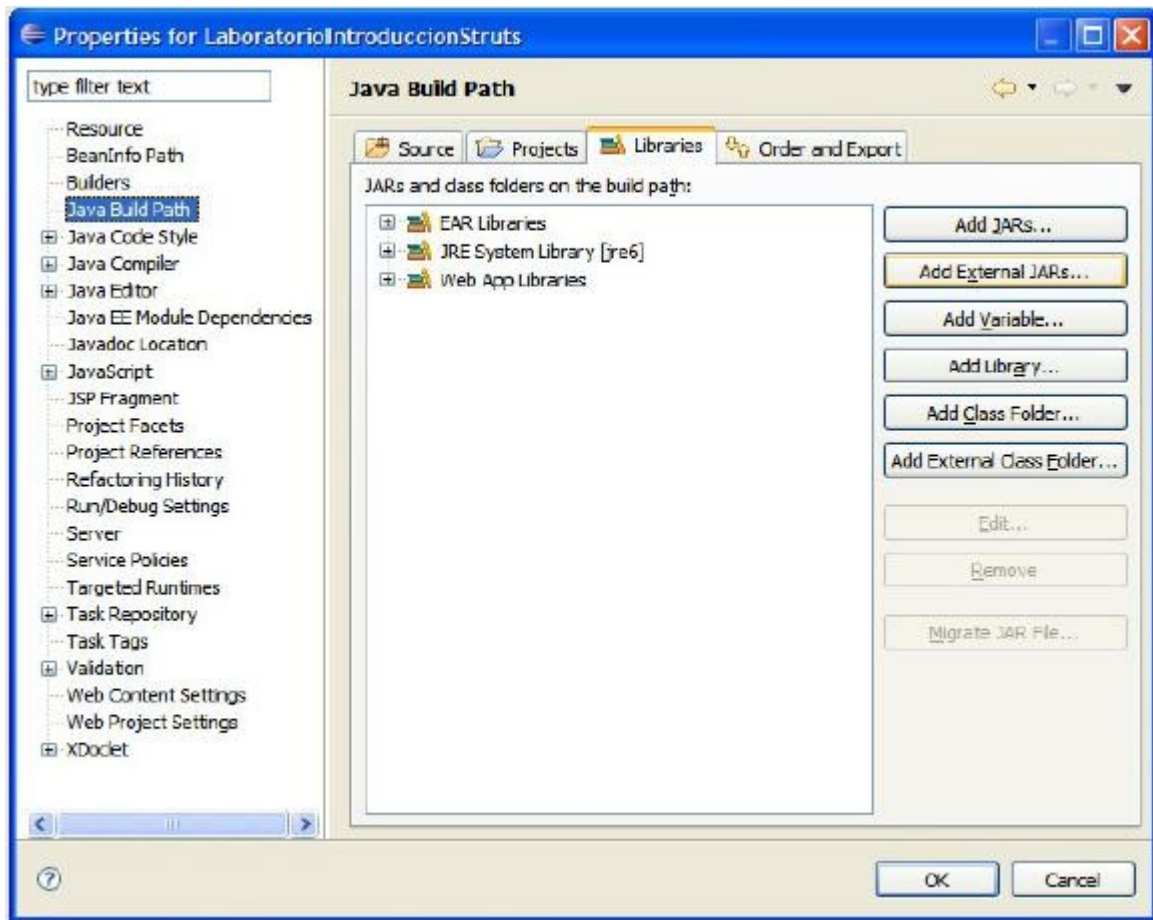 Properties for LaboratorioIntroduccionStruts
type filter text
Resource
BeanInfo Path
Builders
Java Build Path
Java Code Style
Java Compiler
Java Editor
Java EE Module Dependencies
Javadoc Location
JavaScript
JSP Fragment
Project Facets
Project References
Refactoring History
Run/Debug Settings
Server
Service Policies
Targeted Runtimes
Task Repository
Task Tags
Validation
Web Content Settings
Web Project Settings
XDoclet
Java Build Path
Source Projects Libraries Order and Export
JARs and class folders on the build path:
EAR Libraries
JRE System Library [jre6]
Web App Libraries
Add JARs...
Add External JARs...
Add Variable...
Add Library...
Add Class Folder...
Add External Class Folder...
Edit...
Remove
Migrate JAR File...
OK Cancel